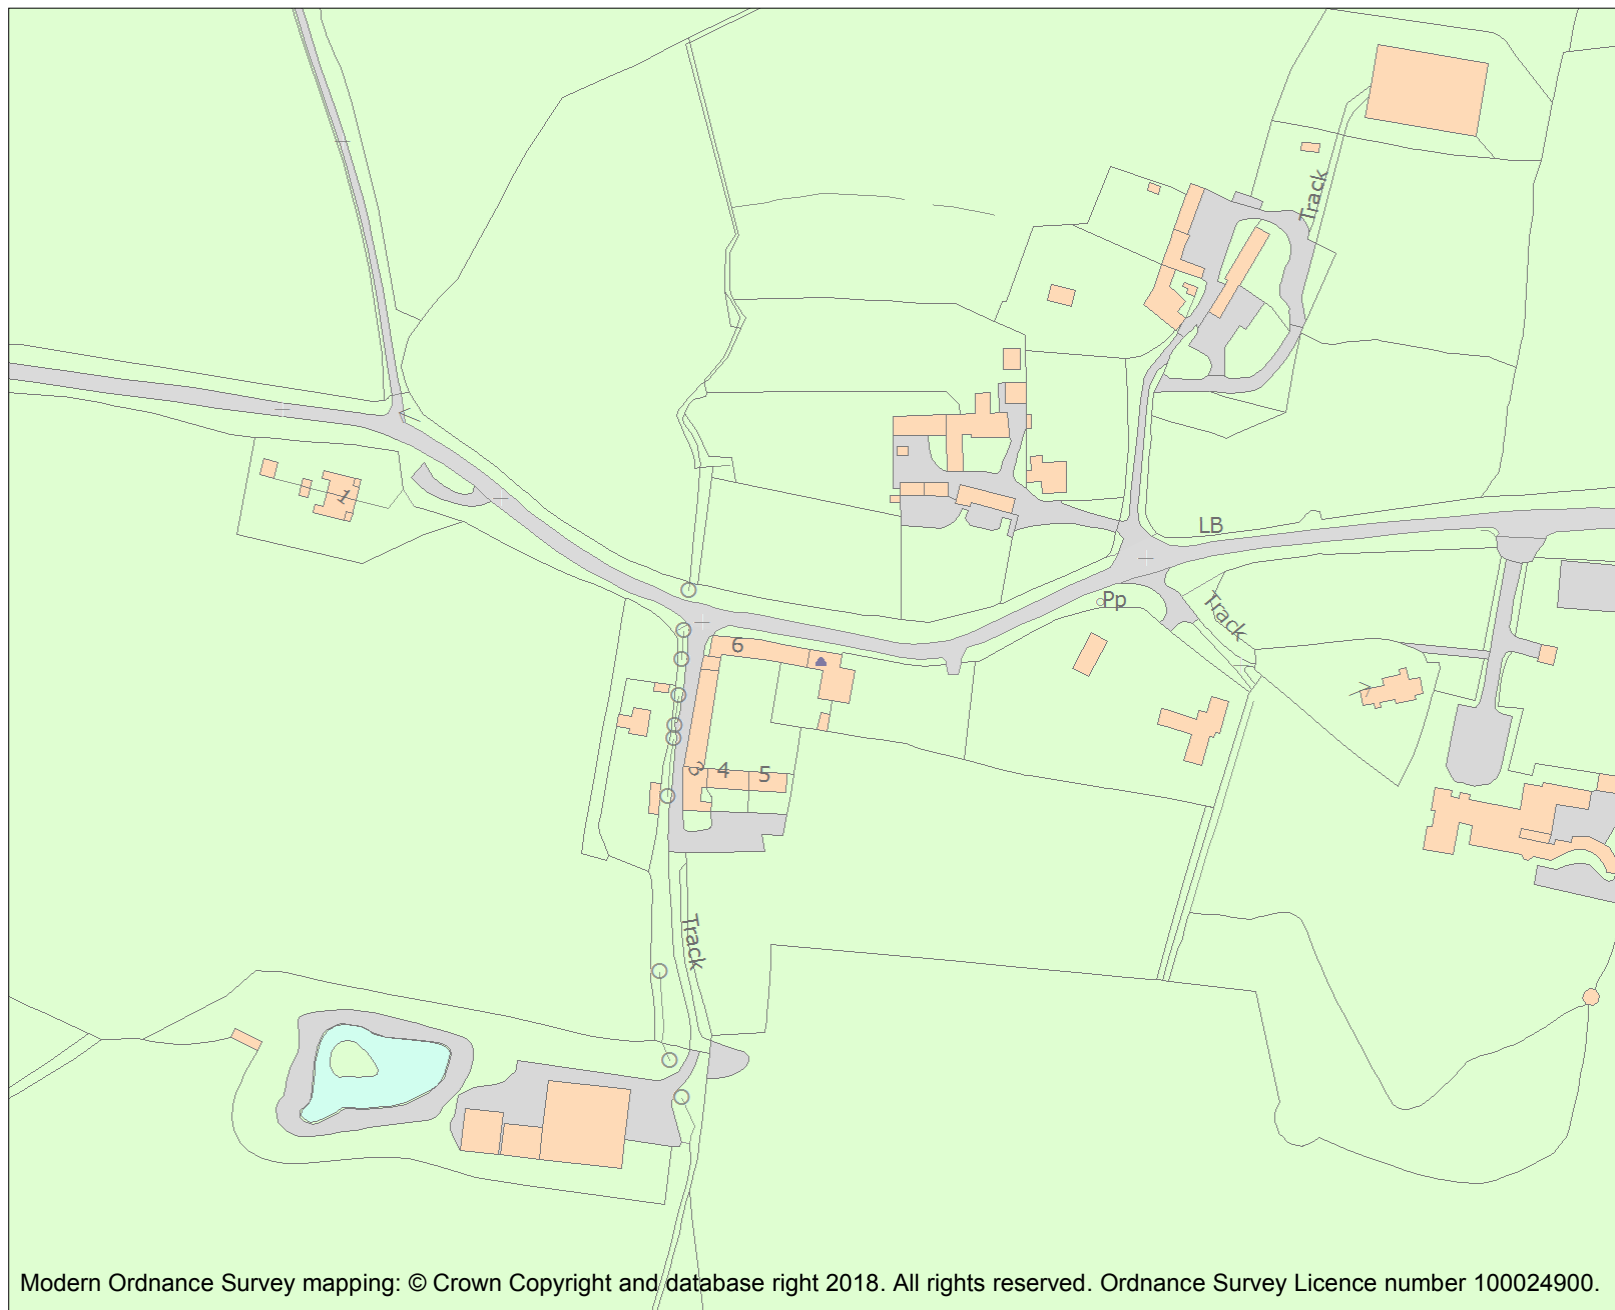 Track
1
LB
Pp
Track
6
3
4
5
Track
Modern Ordnance Survey mapping: © Crown Copyright and database right 2018. All rights reserved. Ordnance Survey Licence number 100024900.